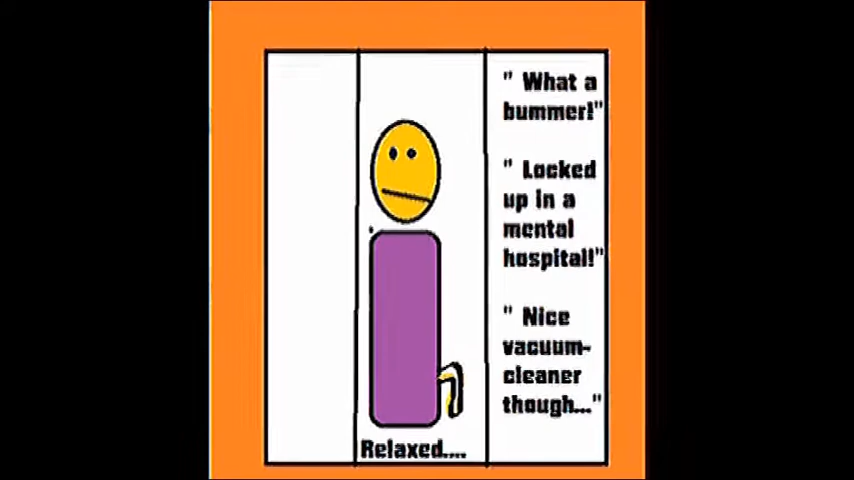 " What a
bummer!"
" Locked
up in a
mental
hospital!"
" Nice
vacuum-
cleaner
though..."
Relaxed....